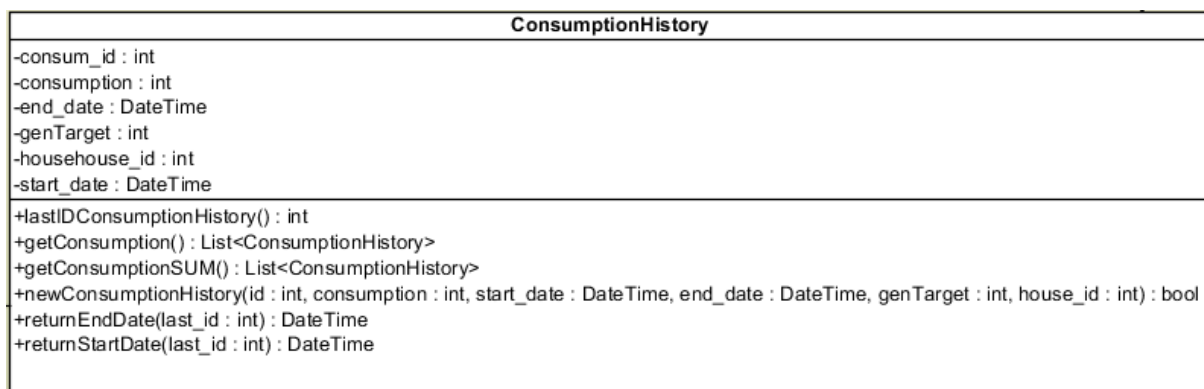 ConsumptionHistory
-consum_id : int
-consumption : int
-end_date : DateTime
-genTarget : int
-househouse_id : int
-start_date : DateTime
+lastIDConsumptionHistory() : int
+getConsumption() : List<ConsumptionHistory>
+getConsumptionSUM() : List<ConsumptionHistory>
+newConsumptionHistory(id : int, consumption : int, start_date : DateTime, end_date : DateTime, genTarget : int, house_id : int) : bool
+returnEndDate(last_id : int) : DateTime
+returnStartDate(last_id : int) : DateTime